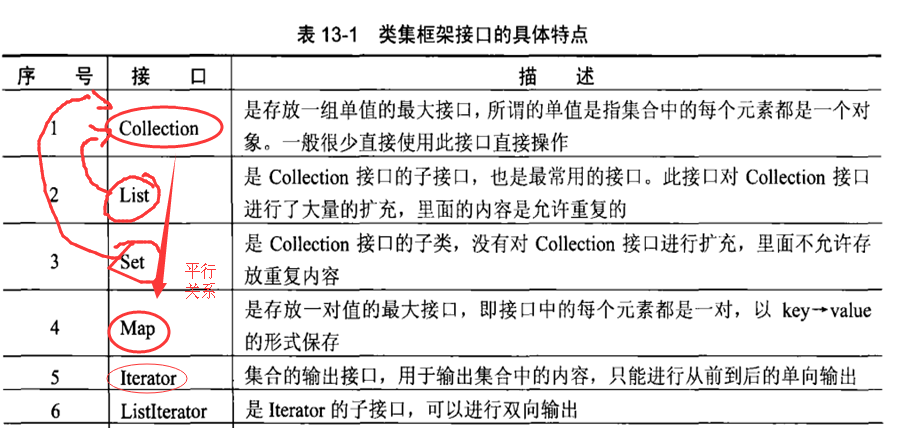 表 13-1 类集框架接口的具体特点
序 号 接 口 描 述
1 Collection 是存放一组单值的最大接口，所谓的单值是指集合中的每个元素都是一个对
象。一般很少直接使用此接口直接操作
2 List 是 Collection 接口的子接口，也是最常用的接口。此接口对 Collection 接口
进行了大量的扩充，里面的内容是允许重复的
3 Set 是 Collection 接口的子类，没有对 Collection 接口进行扩充，里面不允许存
放重复内容
平行
关系
4 Map 是存放一对值的最大接口，即接口中的每个元素都是一对，以 key→value
的形式保存
5 Iterator 集合的输出接口，用于输出集合中的内容，只能进行从前到后的单向输出
6 ListIterator 是 Iterator 的子接口，可以进行双向输出